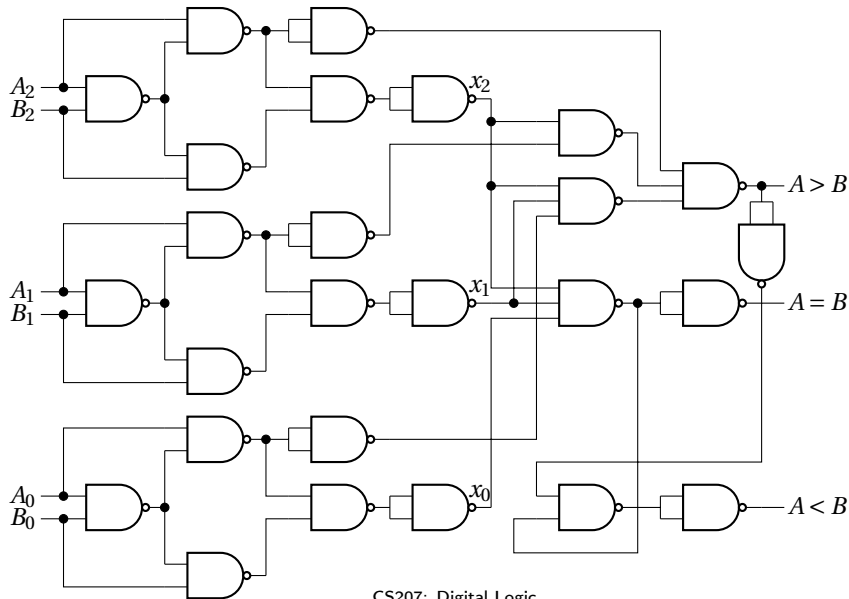 A₂
B₂
x₂
A > B
A₁
B₁
x₁
A = B
A₀
B₀
x₀
A < B
CS207: Digital Logic